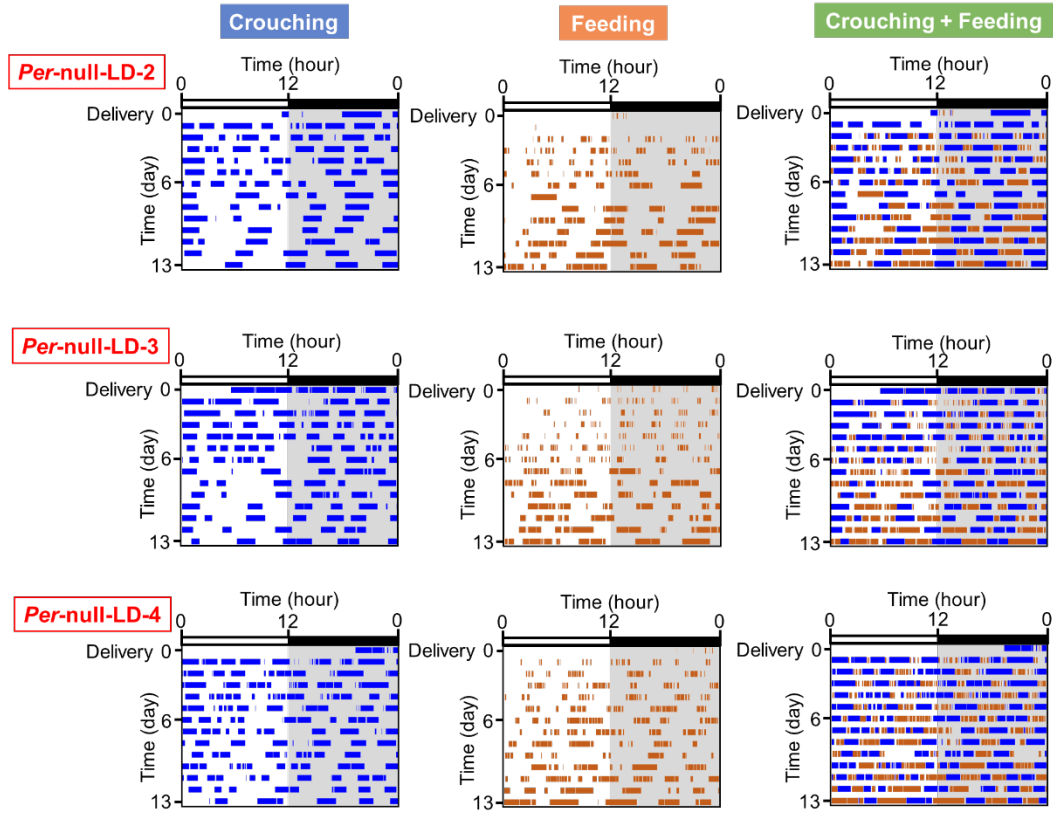 Crouching Feeding Crouching + Feeding
Per-null-LD-2
Time (hour) Time (hour) Time (hour)
0 12 0 0 12 0 0 12 0
Delivery 0 Delivery 0 Delivery 0
Time (day) Time (day) Time (day)
6 6 6
13 13 13
Per-null-LD-3
Time (hour) Time (hour) Time (hour)
0 12 0 0 12 0 0 12 0
Delivery 0 Delivery 0 Delivery 0
Time (day) Time (day) Time (day)
6 6 6
13 13 13
Per-null-LD-4
Time (hour) Time (hour) Time (hour)
0 12 0 0 12 0 0 12 0
Delivery 0 Delivery 0 Delivery 0
Time (day) Time (day) Time (day)
6 6 6
13 13 13